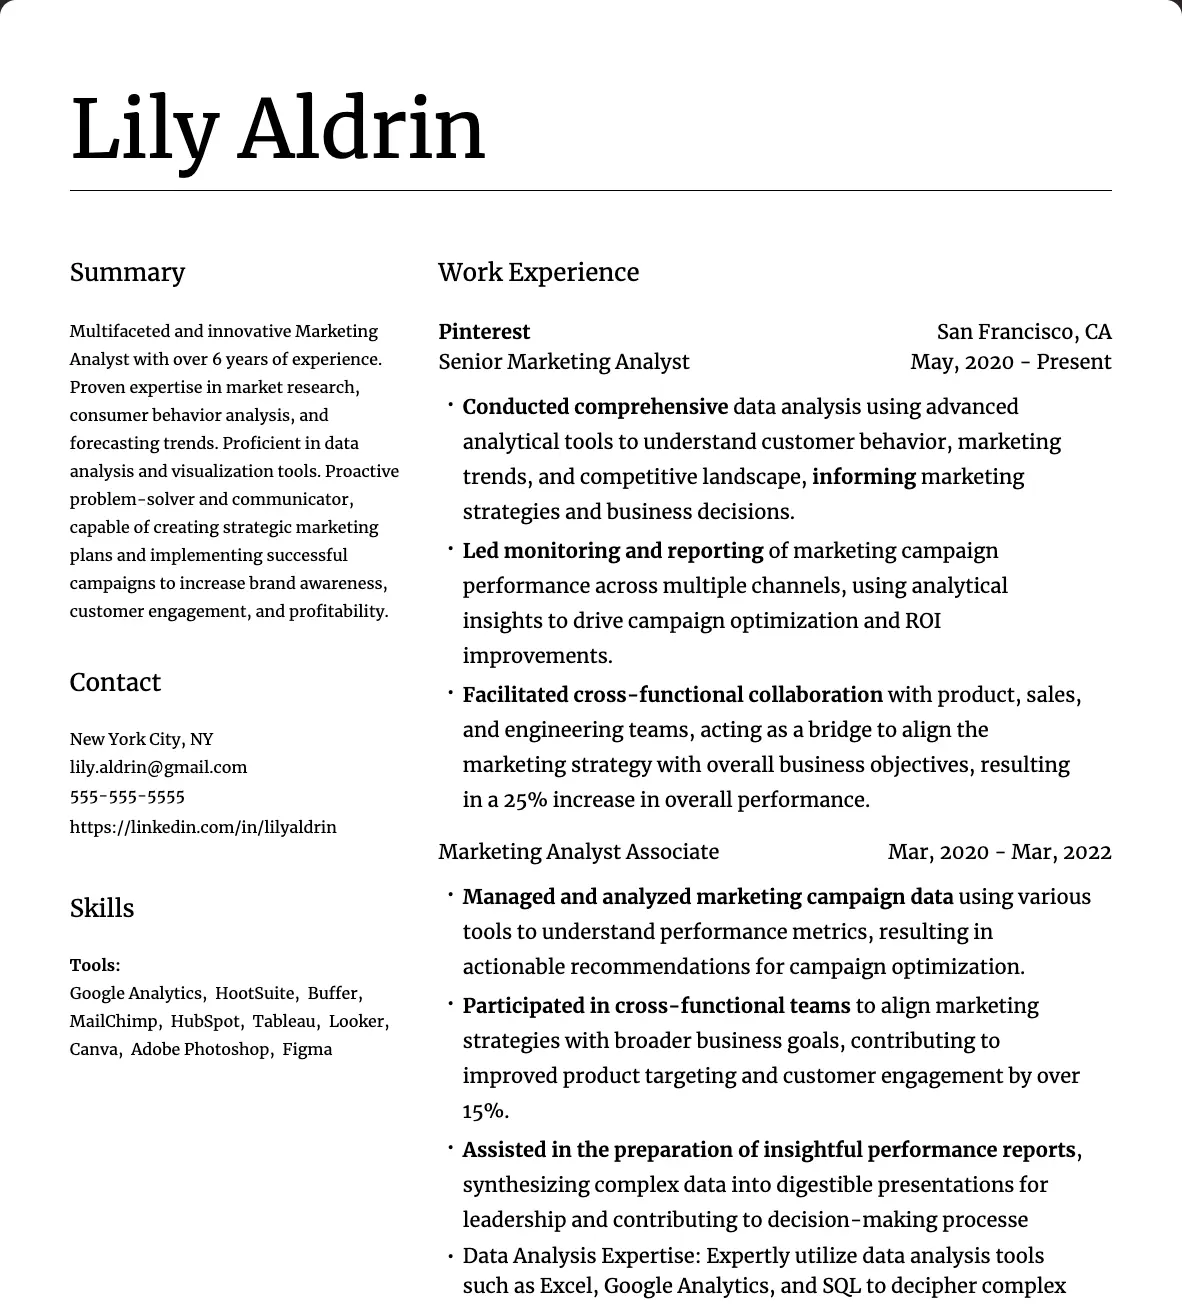 Lily Aldrin
Summary
Multifaceted and innovative Marketing
Analyst with over 6 years of experience.
Proven expertise in market research,
consumer behavior analysis, and
forecasting trends. Proficient in data
analysis and visualization tools. Proactive
problem-solver and communicator,
capable of creating strategic marketing
plans and implementing successful
campaigns to increase brand awareness,
customer engagement, and profitability.
Contact
New York City, NY
lily.aldrin@gmail.com
555-555-5555
https://linkedin.com/in/lilyaldrin
Skills
Tools:
Google Analytics, HootSuite, Buffer,
MailChimp, HubSpot, Tableau, Looker,
Canva, Adobe Photoshop, Figma
Work Experience
Pinterest San Francisco, CA
Senior Marketing Analyst May, 2020 - Present
· Conducted comprehensive data analysis using advanced
analytical tools to understand customer behavior, marketing
trends, and competitive landscape, informing marketing
strategies and business decisions.
· Led monitoring and reporting of marketing campaign
performance across multiple channels, using analytical
insights to drive campaign optimization and ROI
improvements.
· Facilitated cross-functional collaboration with product, sales,
and engineering teams, acting as a bridge to align the
marketing strategy with overall business objectives, resulting
in a 25% increase in overall performance.
Marketing Analyst Associate Mar, 2020 - Mar, 2022
· Managed and analyzed marketing campaign data using various
tools to understand performance metrics, resulting in
actionable recommendations for campaign optimization.
· Participated in cross-functional teams to align marketing
strategies with broader business goals, contributing to
improved product targeting and customer engagement by over
15%.
· Assisted in the preparation of insightful performance reports,
synthesizing complex data into digestible presentations for
leadership and contributing to decision-making processe
· Data Analysis Expertise: Expertly utilize data analysis tools
such as Excel, Google Analytics, and SQL to decipher complex